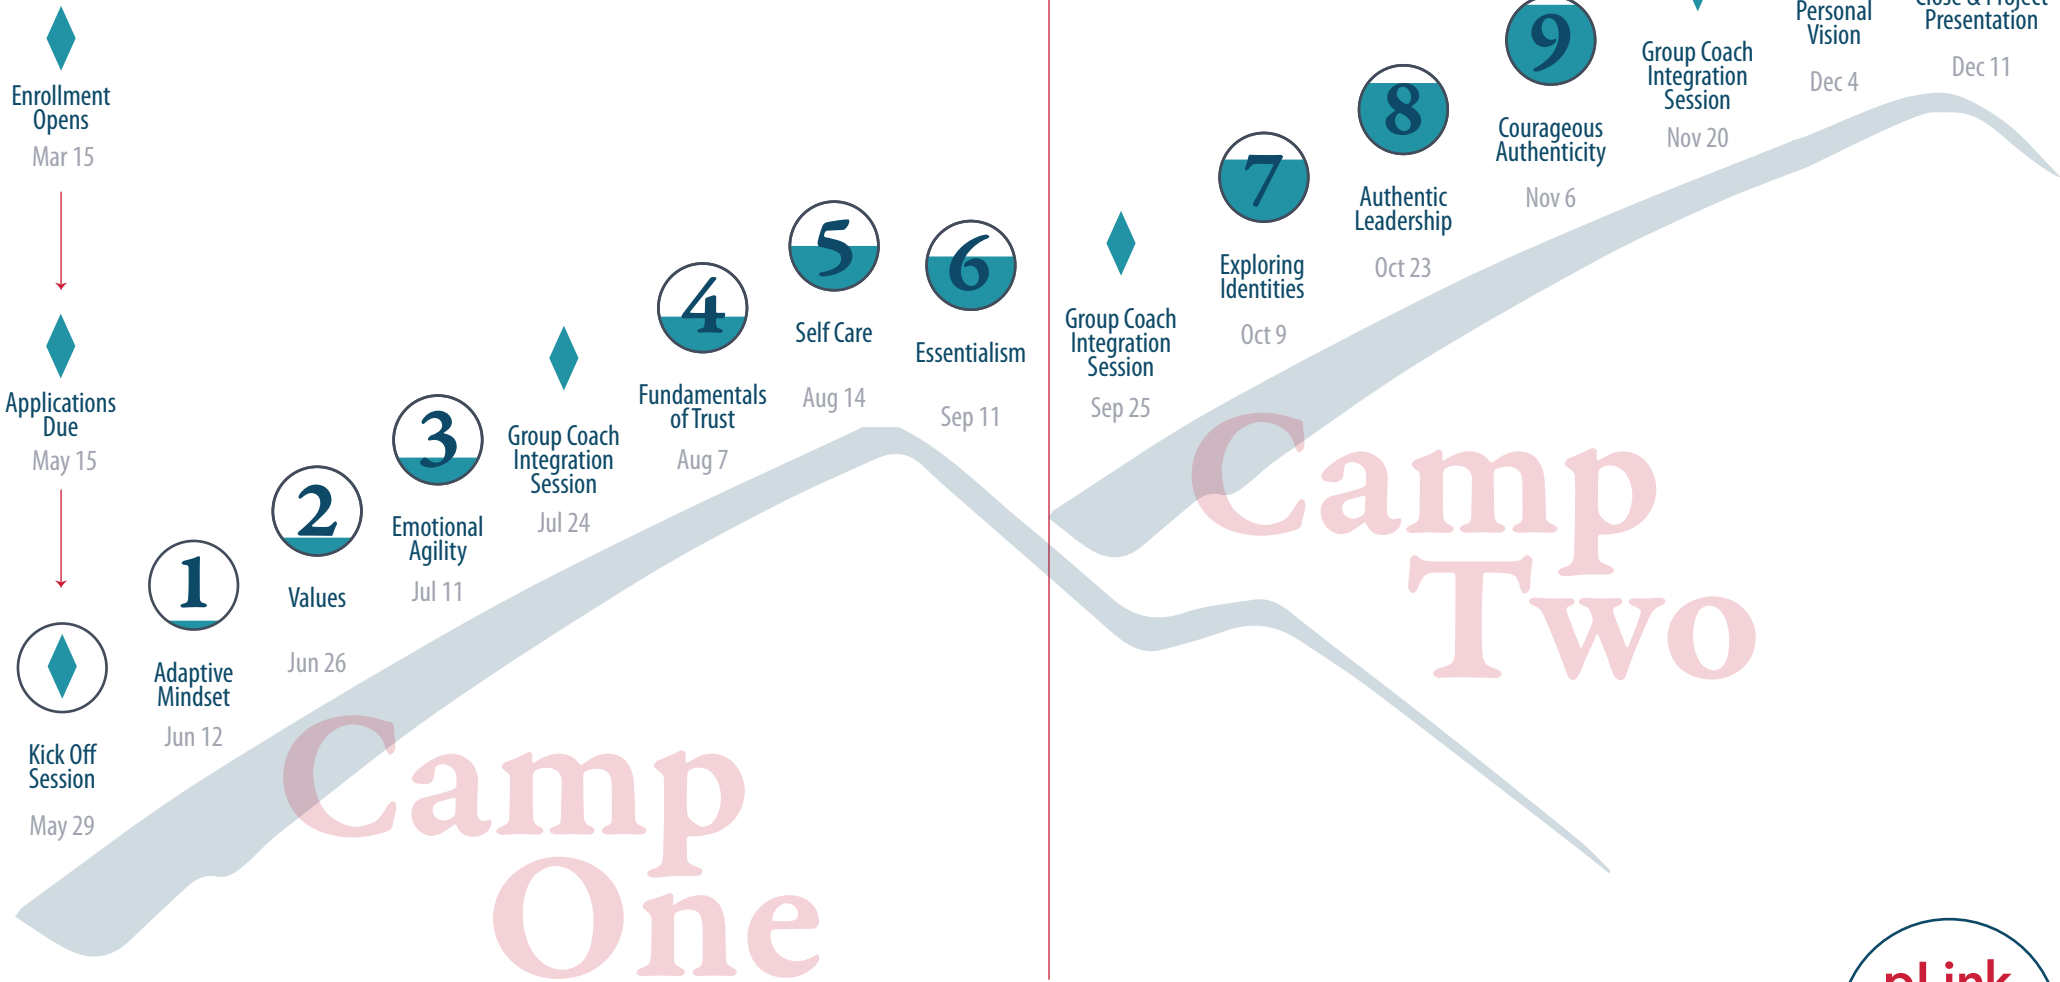 Enrollment
Opens
Mar 15
Applications
Due
May 15
Kick Off
Session
May 29
1
Adaptive
Mindset
Jun 12
2
Values
Jun 26
3
Emotional
Agility
Jul 11
Group Coach
Integration
Session
Jul 24
4
Fundamentals
of Trust
Aug 7
5
Self Care
Aug 14
6
Essentialism
Sep 11
Camp
One
Group Coach
Integration
Session
Sep 25
7
Exploring
Identities
Oct 9
8
Authentic
Leadership
Oct 23
9
Courageous
Authenticity
Nov 6
Group Coach
Integration
Session
Nov 20
Personal
Vision
Dec 4
Close & Project
Presentation
Dec 11
Camp
Two
pLink